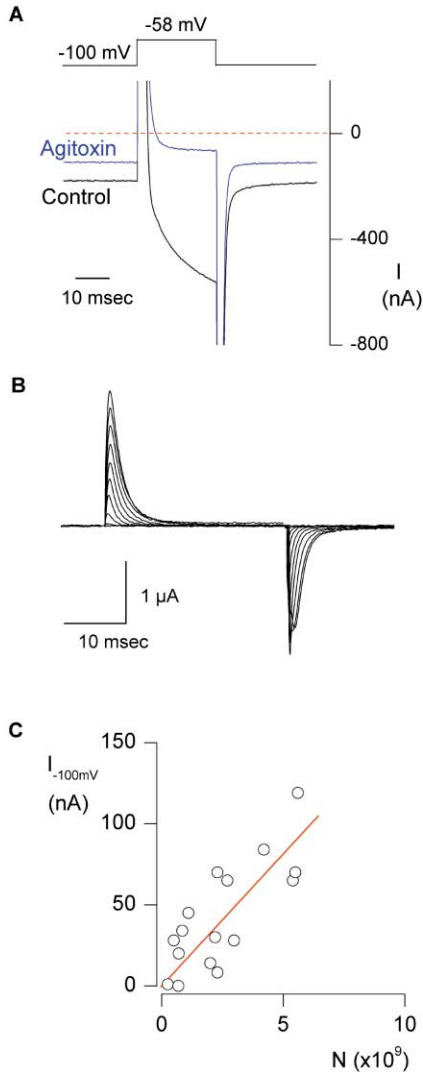 A
-58 mV
-100 mV
0
Agitoxin
Control
-400
I
(nA)
10 msec
-800
B
1 µA
10 msec
C
150
I-100mV
(nA)
100
50
0
0
5
10
N (x10⁹)